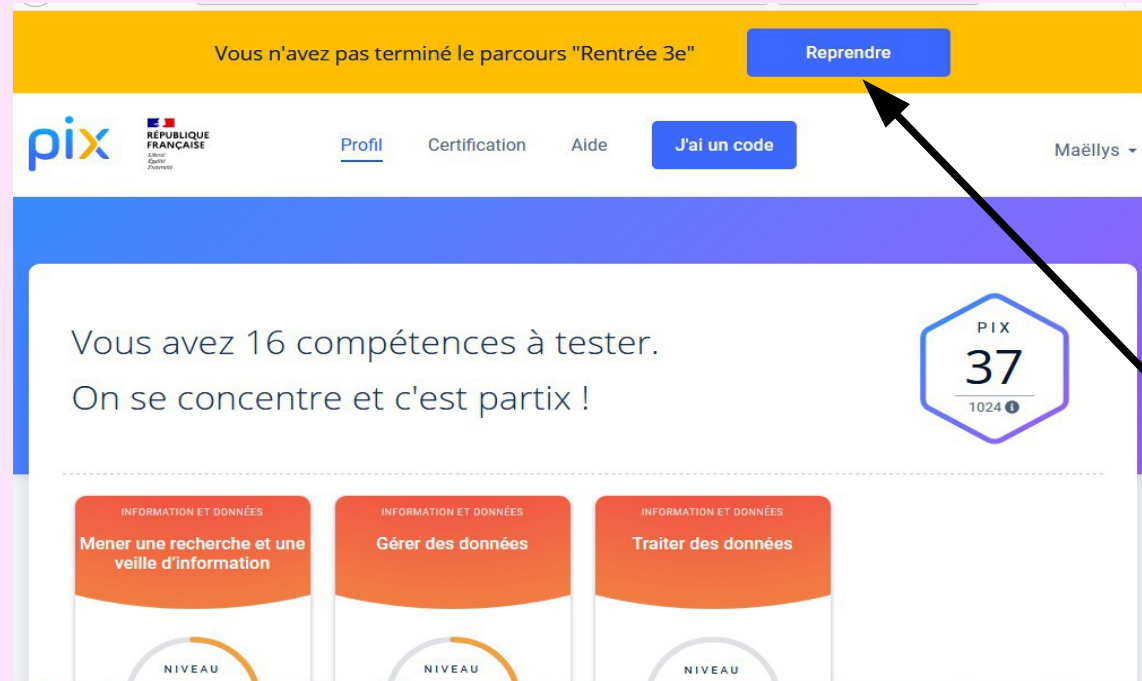 Vous n'avez pas terminé le parcours "Rentrée 3e" Reprendre
pix RÉPUBLIQUE FRANÇAISE Liberté Égalité Fraternité Profil Certification Aide J'ai un code Maëllys
Vous avez 16 compétences à tester.
On se concentre et c'est partix !
PIX
37
1024
INFORMATION ET DONNÉES
Mener une recherche et une
veille d'information
NIVEAU
INFORMATION ET DONNÉES
Gérer des données
NIVEAU
INFORMATION ET DONNÉES
Traiter des données
NIVEAU